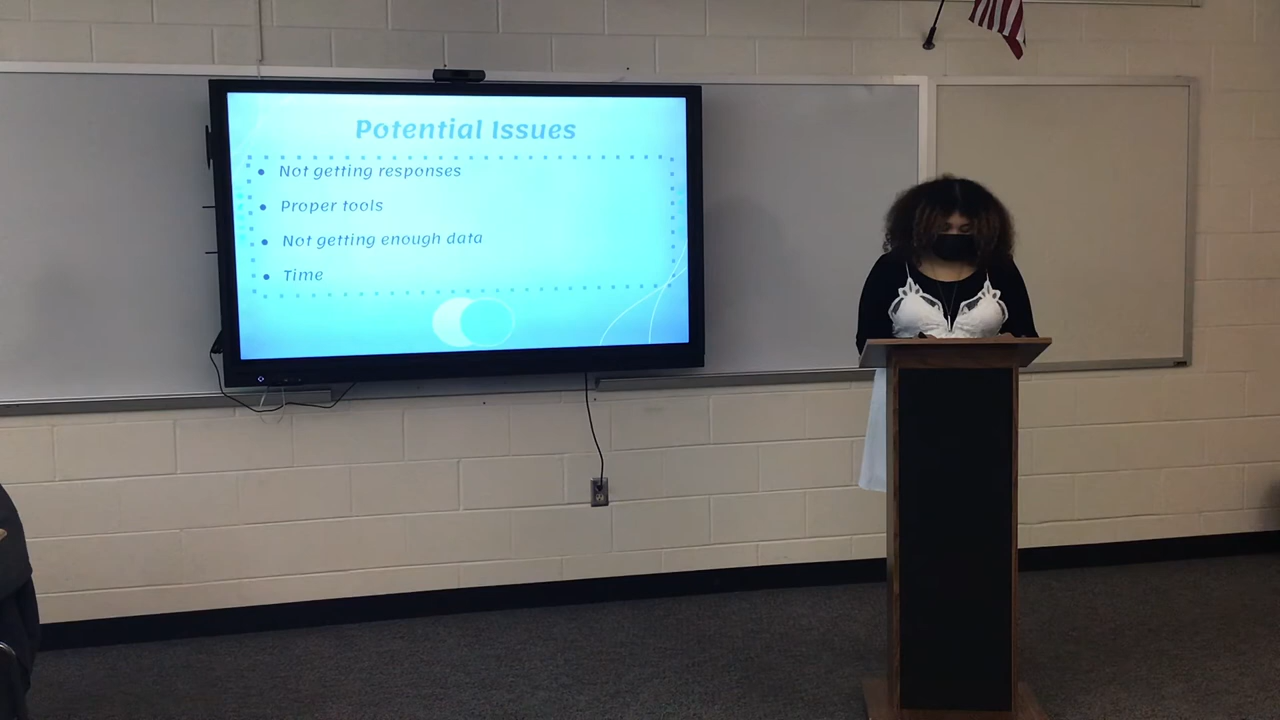 Potential Issues
Not getting responses
Proper tools
Not getting enough data
Time